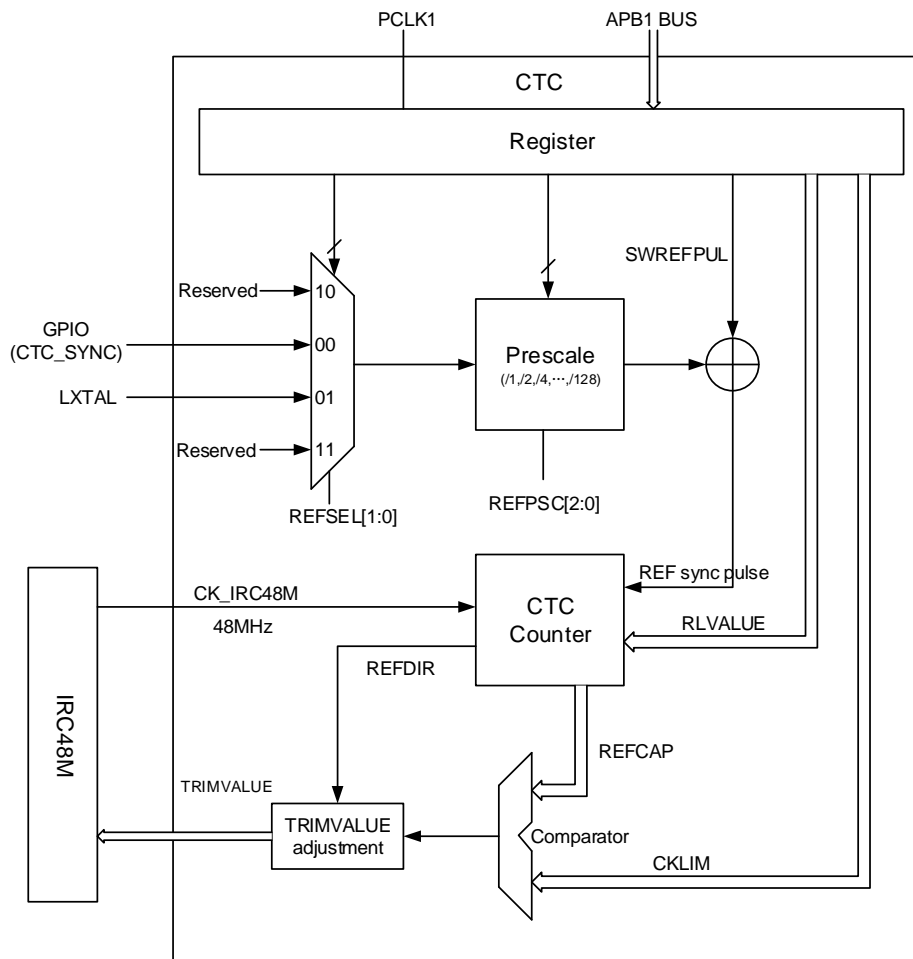 PCLK1
APB1 BUS
CTC
Register
SWREFPUL
Reserved
10
GPIO
(CTC_SYNC)
00
Prescale
(/1,/2,/4,···,/128)
LXTAL
01
Reserved
11
REFSEL[1:0]
REFPSC[2:0]
CK_IRC48M
48MHz
CTC
Counter
REF sync pulse
RLVALUE
REFDIR
IRC48M
REFCAP
TRIMVALUE
TRIMVALUE
adjustment
Comparator
CKLIM